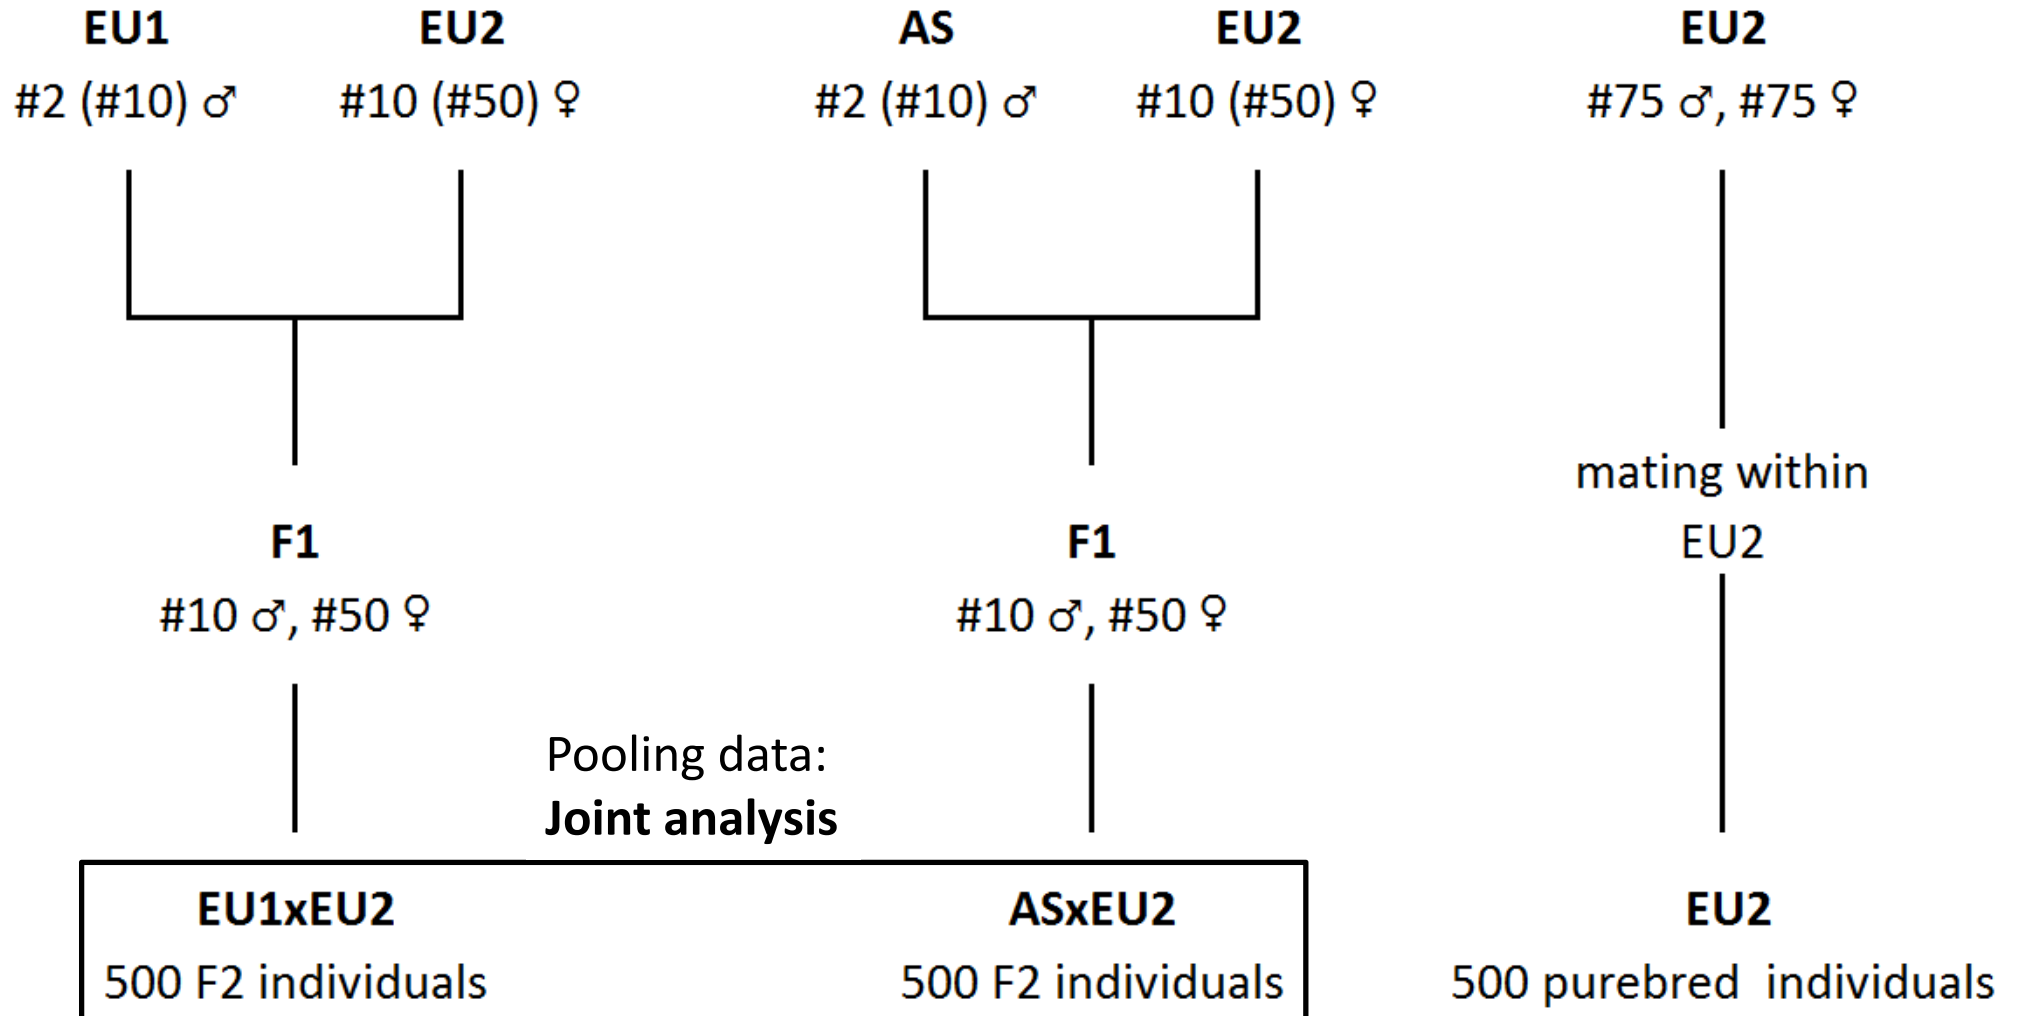 EU1
#2 (#10) ♂
EU2
#10 (#50) ♀
AS
#2 (#10) ♂
EU2
#10 (#50) ♀
EU2
#75 ♂, #75 ♀
F1
#10 ♂, #50 ♀
F1
#10 ♂, #50 ♀
mating within
EU2
Pooling data:
Joint analysis
EU1xEU2
500 F2 individuals
ASxEU2
500 F2 individuals
EU2
500 purebred individuals